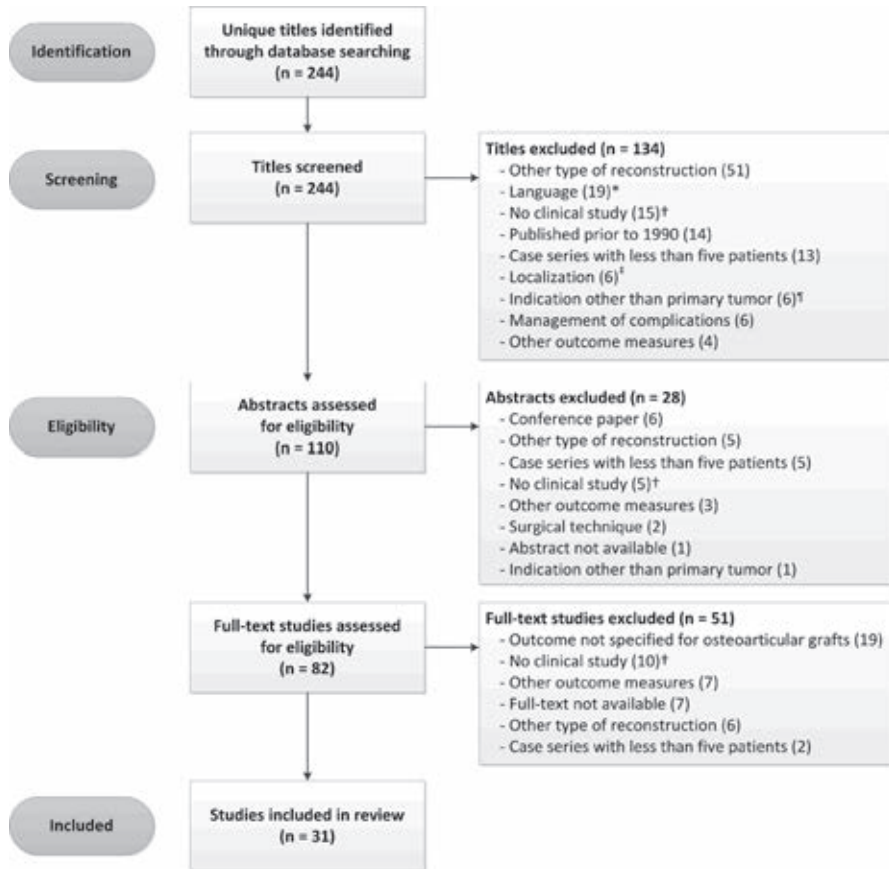 Identification
Unique titles identified
through database searching
(n = 244)
Screening
Titles screened
(n = 244)
Titles excluded (n = 134)
- Other type of reconstruction (51)
- Language (19)*
- No clinical study (15)†
- Published prior to 1990 (14)
- Case series with less than five patients (13)
- Localization (6)‡
- Indication other than primary tumor (6)¶
- Management of complications (6)
- Other outcome measures (4)
Eligibility
Abstracts assessed
for eligibility
(n = 110)
Abstracts excluded (n = 28)
- Conference paper (6)
- Other type of reconstruction (5)
- Case series with less than five patients (5)
- No clinical study (5)†
- Other outcome measures (3)
- Surgical technique (2)
- Abstract not available (1)
- Indication other than primary tumor (1)
Full-text studies assessed
for eligibility
(n = 82)
Full-text studies excluded (n = 51)
- Outcome not specified for osteoarticular grafts (19)
- No clinical study (10)†
- Other outcome measures (7)
- Full-text not available (7)
- Other type of reconstruction (6)
- Case series with less than five patients (2)
Included
Studies included in review
(n = 31)